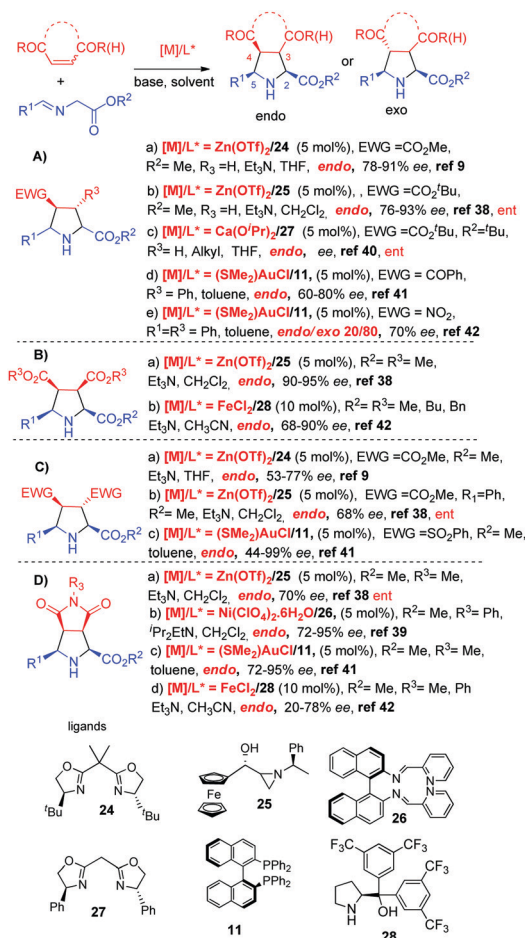 COR COR(H)
[M]/L*
base, solvent
+
R¹ N O OR²
ROC COR(H)
4 3
R¹ 5 N H 2 CO₂R²
endo
or
ROC COR(H)
R¹ N H CO₂R²
exo
A)
EWG R³
R¹ N H CO₂R²
a) [M]/L* = Zn(OTf)₂/24 (5 mol%), EWG =CO₂Me,
R²= Me, R₃ =H, Et₃N, THF, endo, 78-91% ee, ref 9
b) [M]/L* = Zn(OTf)₂/25 (5 mol%), , EWG =CO₂ᵗBu,
R²= Me, R₃ =H, Et₃N, CH₂Cl₂, endo, 76-93% ee, ref 38, ent
c) [M]/L* = Ca(OⁱPr)₂/27 (5 mol%), EWG =CO₂ᵗBu, R²=ᵗBu,
R³= H, Alkyl, THF, endo, ee, ref 40, ent
d) [M]/L* = (SMe₂)AuCl/11, (5 mol%), EWG = COPh,
R³ = Ph, toluene, endo, 60-80% ee, ref 41
e) [M]/L* = (SMe₂)AuCl/11, (5 mol%), EWG = NO₂,
R¹=R³ = Ph, toluene, endo/exo 20/80, 70% ee, ref 42
B)
R³O₂C CO₂R³
R¹ N H CO₂R²
a) [M]/L* = Zn(OTf)₂/25 (5 mol%), R²= R³= Me,
Et₃N, CH₂Cl₂, endo, 90-95% ee, ref 38
b) [M]/L* = FeCl₂/28 (10 mol%), R²= R³= Me, Bu, Bn
Et₃N, CH₃CN, endo, 68-90% ee, ref 42
C)
EWG EWG
R¹ N H CO₂R²
a) [M]/L* = Zn(OTf)₂/24 (5 mol%), EWG =CO₂Me, R²= Me,
Et₃N, THF, endo, 53-77% ee, ref 9
b) [M]/L* = Zn(OTf)₂/25 (5 mol%), EWG =CO₂Me, R₁=Ph,
R²= Me, Et₃N, CH₂Cl₂, endo, 68% ee, ref 38, ent
c) [M]/L* = (SMe₂)AuCl/11, (5 mol%), EWG =SO₂Ph, R²= Me,
toluene, endo, 44-99% ee, ref 41
D)
R₃
O N O
R¹ N H CO₂R²
a) [M]/L* = Zn(OTf)₂/25 (5 mol%), R²= Me, R³= Me,
Et₃N, CH₂Cl₂, endo, 70% ee, ref 38 ent
b) [M]/L* = Ni(ClO₄)₂.6H₂O/26, (5 mol%), R²= Me, R³= Ph,
ⁱPr₂EtN, CH₂Cl₂, endo, 72-95% ee, ref 39
c) [M]/L* = (SMe₂)AuCl/11, (5 mol%), R²= Me, R³= Me,
toluene, endo, 72-95% ee, ref 41
d) [M]/L* = FeCl₂/28 (10 mol%), R²= Me, R³= Me, Ph
Et₃N, CH₃CN, endo, 20-78% ee, ref 42
ligands
O O
N N
ᵗBu ᵗBu
24
OH Ph
N
Fe
25
N
N N
N
26
O O
N N
Ph Ph
27
PPh₂
PPh₂
11
CF₃
F₃C CF₃
N H OH
CF₃
28